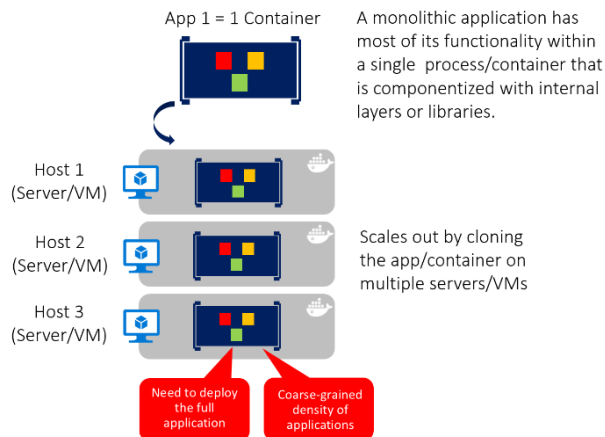 App 1 = 1 Container
A monolithic application has
most of its functionality within
a single process/container that
is componentized with internal
layers or libraries.
Host 1
(Server/VM)
Host 2
(Server/VM)
Scales out by cloning
the app/container on
multiple servers/VMs
Host 3
(Server/VM)
Need to deploy
the full
application
Coarse-grained
density of
applications